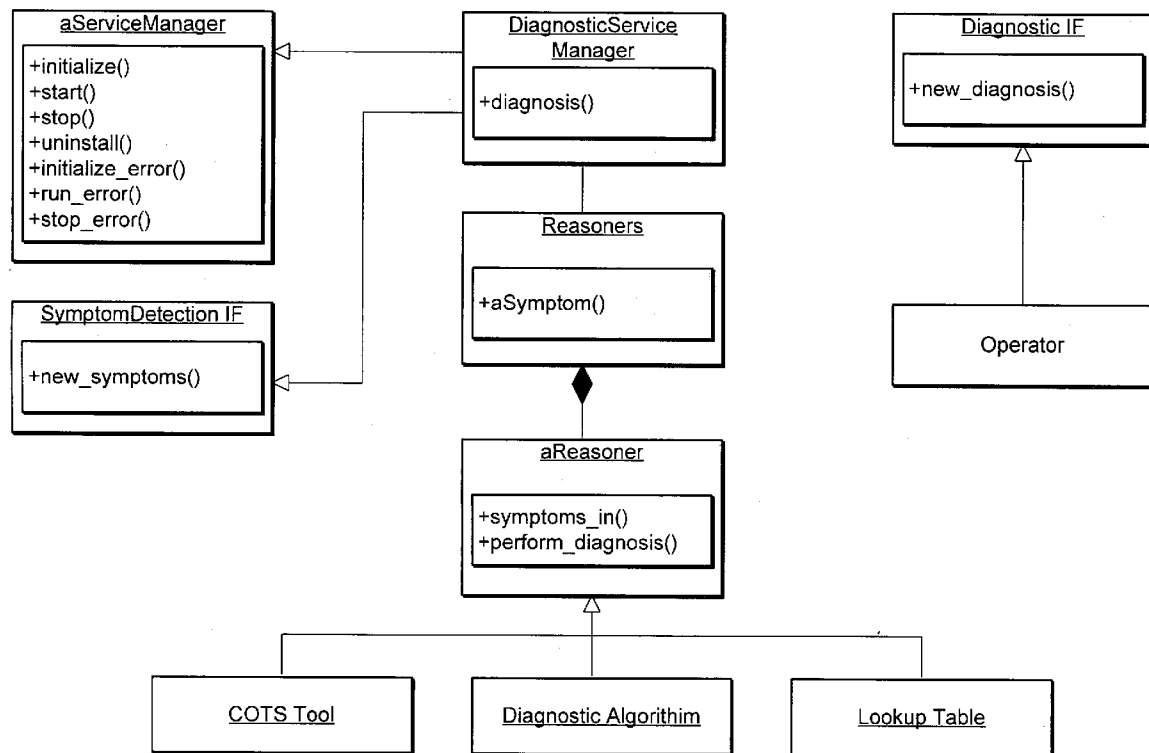 aServiceManager
+initialize()
+start()
+stop()
+uninstall()
+initialize_error()
+run_error()
+stop_error()
DiagnosticService
Manager
+diagnosis()
Diagnostic IF
+new_diagnosis()
Reasoners
+aSymptom()
SymptomDetection IF
+new_symptoms()
Operator
aReasoner
+symptoms_in()
+perform_diagnosis()
COTS Tool
Diagnostic Algorithim
Lookup Table